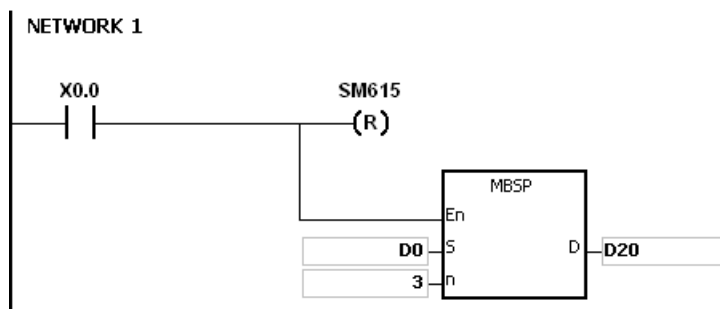 NETWORK 1
X0.0
SM615
(R)
MBSP
En
D0
S
D
D20
3
n